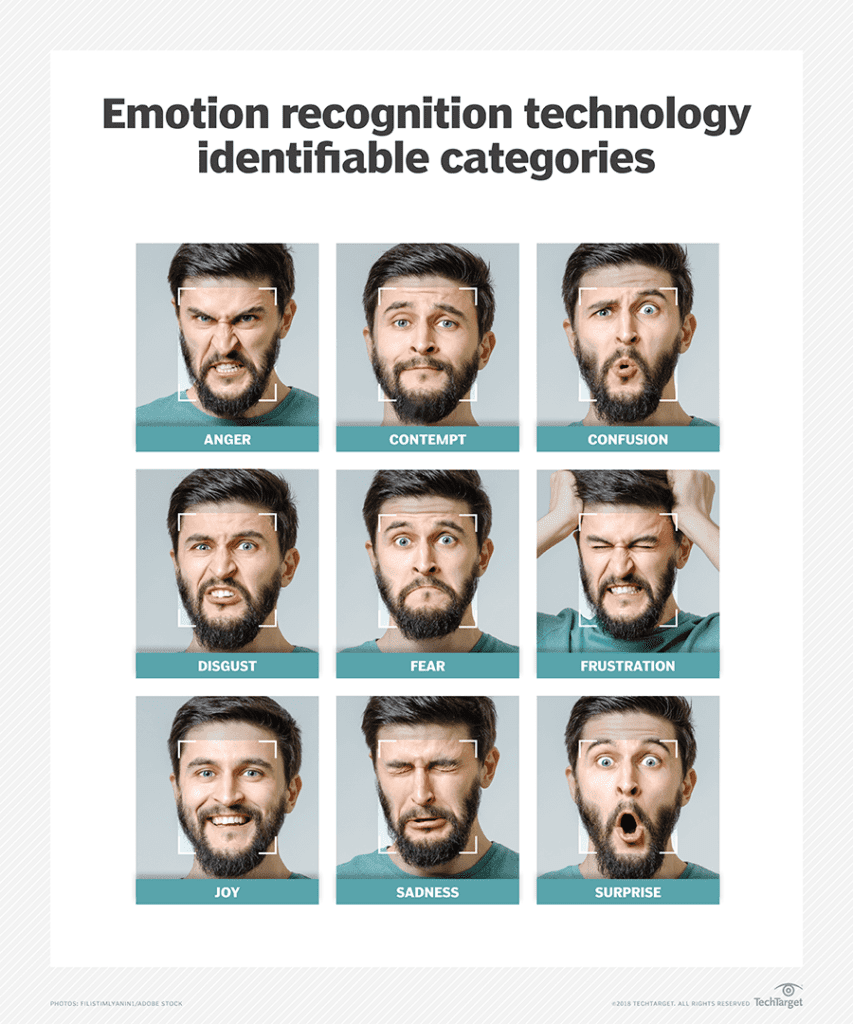 Emotion recognition technology
identifiable categories
ANGER
CONTEMPT
CONFUSION
DISGUST
FEAR
FRUSTRATION
JOY
SADNESS
SURPRISE
PHOTOS: FILISTIMLYANIN1/ADOBE STOCK
©2018 TECHTARGET. ALL RIGHTS RESERVED
TechTarget